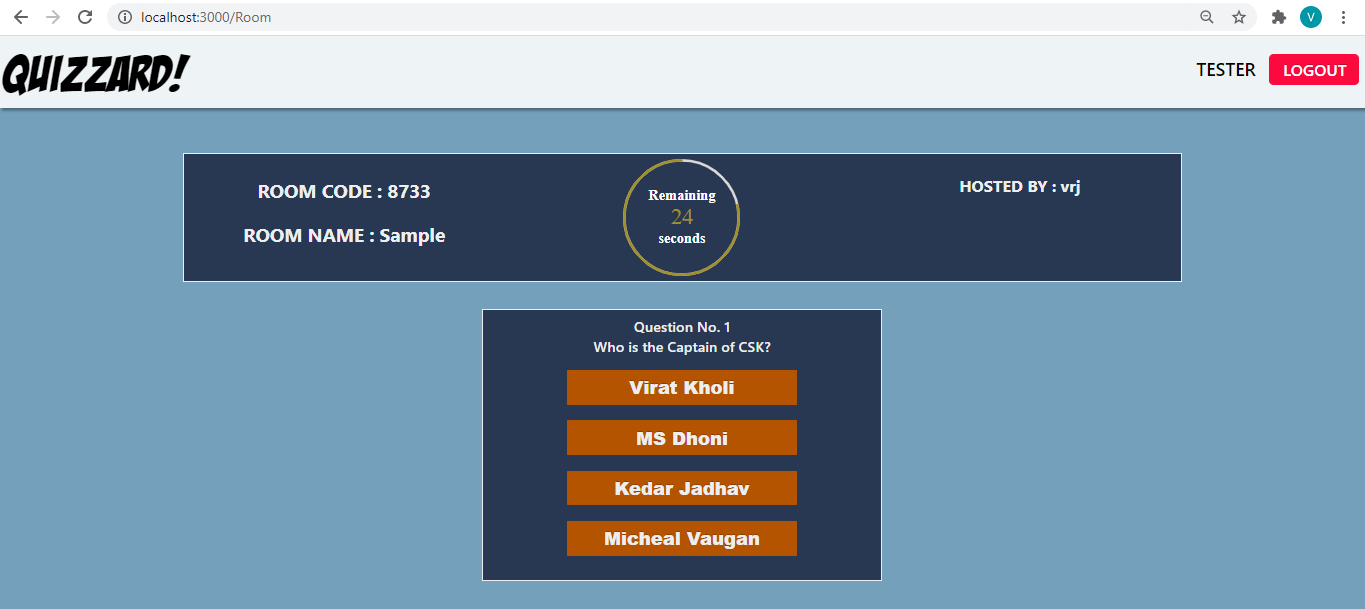 localhost:3000/Room
V
QUIZZARD!
TESTER
LOGOUT
ROOM CODE : 8733
ROOM NAME : Sample
Remaining
24
seconds
HOSTED BY : vrj
Question No. 1
Who is the Captain of CSK?
Virat Kholi
MS Dhoni
Kedar Jadhav
Micheal Vaugan